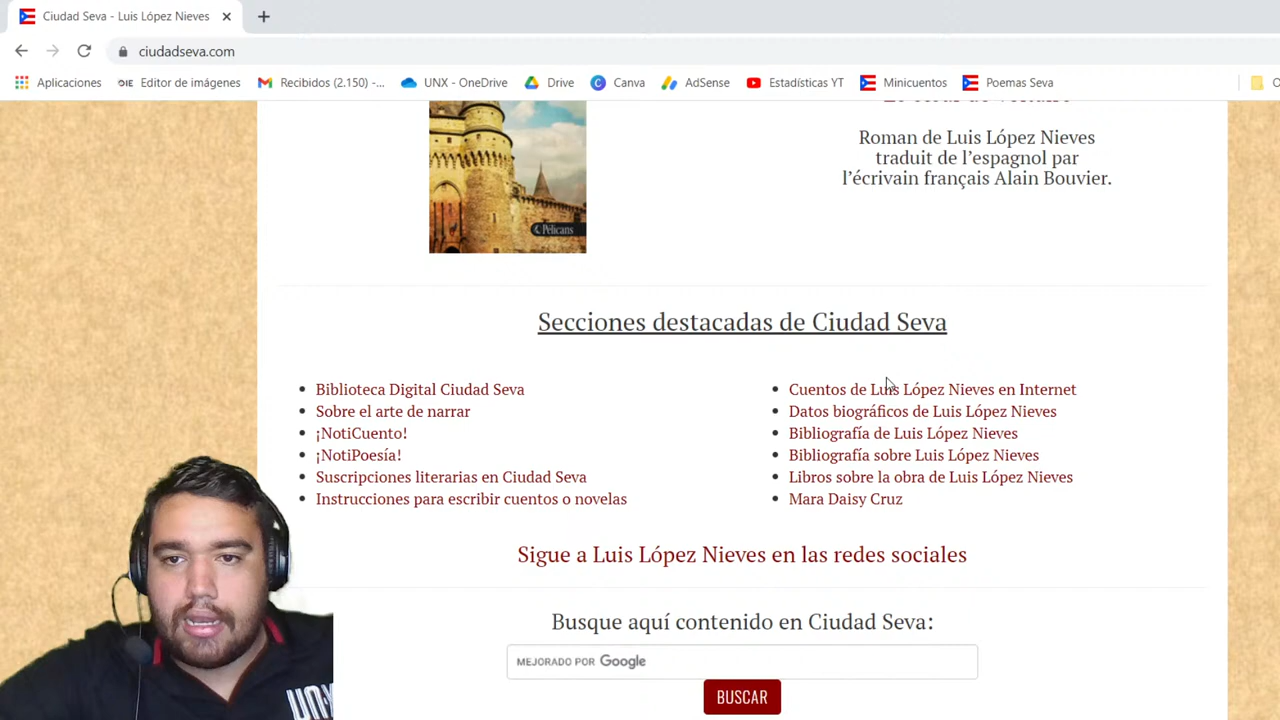 Ciudad Seva - Luis López Nieves
ciudadseva.com
Aplicaciones
Editor de imágenes
Recibidos (2.150) -...
UNX - OneDrive
Drive
Canva
AdSense
Estadísticas YT
Minicuentos
Poemas Seva
Roman de Luis López Nieves
traduit de l'espagnol par
l'écrivain français Alain Bouvier.
Pélicans
Secciones destacadas de Ciudad Seva
Biblioteca Digital Ciudad Seva
Sobre el arte de narrar
¡NotiCuento!
¡NotiPoesía!
Suscripciones literarias en Ciudad Seva
Instrucciones para escribir cuentos o novelas
Cuentos de Luis López Nieves en Internet
Datos biográficos de Luis López Nieves
Bibliografía de Luis López Nieves
Bibliografía sobre Luis López Nieves
Libros sobre la obra de Luis López Nieves
Mara Daisy Cruz
Sigue a Luis López Nieves en las redes sociales
Busque aquí contenido en Ciudad Seva:
MEJORADO POR Google
BUSCAR